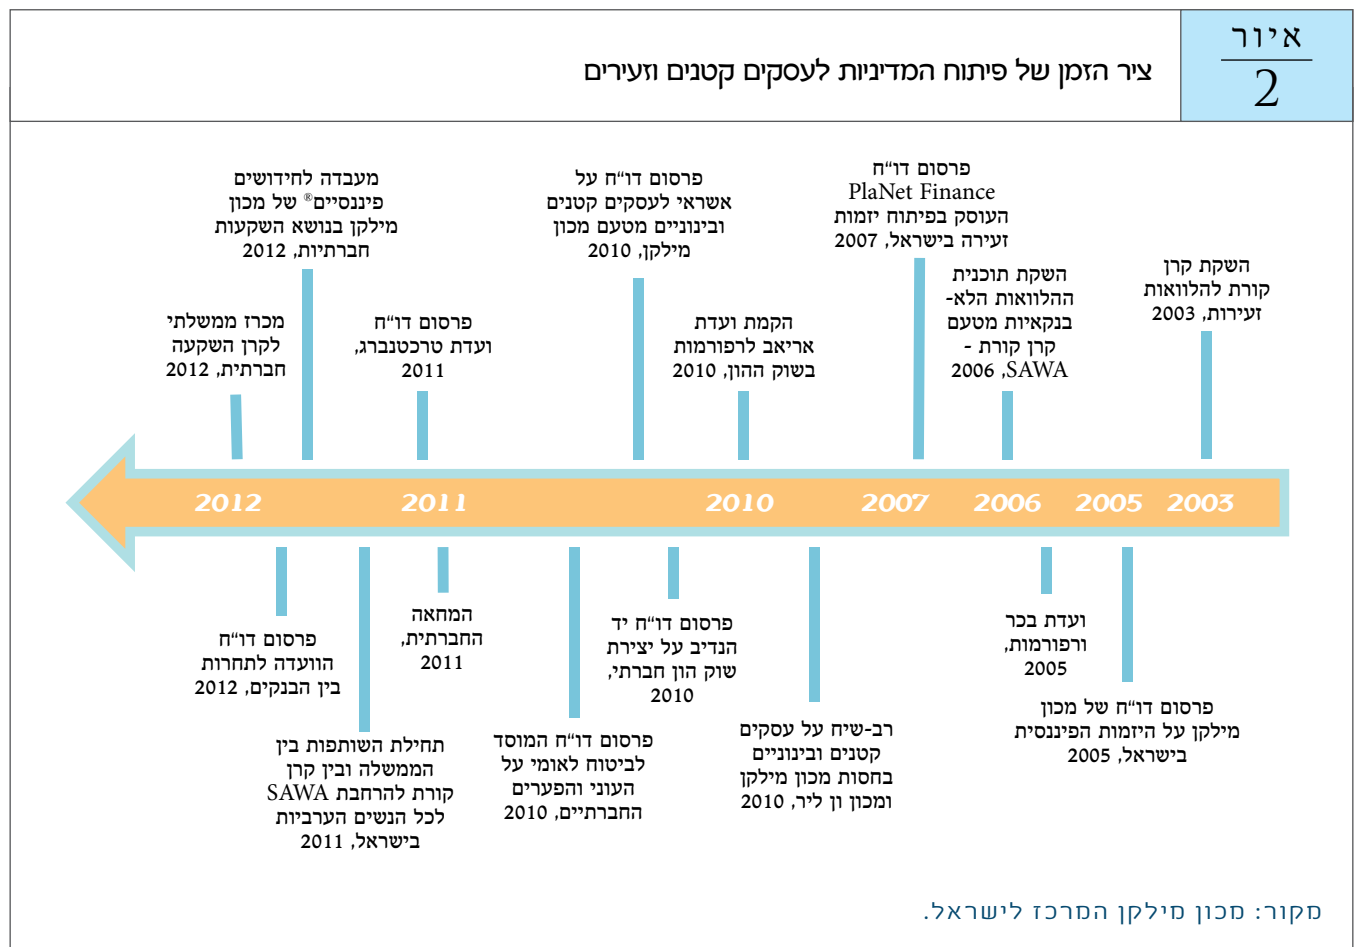 איור
2
ציר הזמן של פיתוח המדיניות לעסקים קטנים וזעירים
השקת קרן
קורת להלוואות
זעירות, 2003
השקת תוכנית
ההלוואות הלא-
בנקאיות מטעם
קרן קורת -
SAWA, 2006
פרסום דו"ח
PlaNet Finance
העוסק בפיתוח יזמות
זעירה בישראל, 2007
הקמת ועדת
אריאב לרפורמות
בשוק ההון, 2010
פרסום דו"ח על
אשראי לעסקים קטנים
ובינוניים מטעם מכון
מילקן, 2010
פרסום דו"ח
ועדת טרכטנברג,
2011
מעבדה לחידושים
פיננסיים® של מכון
מילקן בנושא השקעות
חברתיות, 2012
מכרז ממשלתי
לקרן השקעה
חברתית, 2012
2003
2005
2006
2007
2010
2011
2012
פרסום דו"ח של מכון
מילקן על היזמות הפיננסית
בישראל, 2005
ועדת בכר
ורפורמות,
2005
רב-שיח על עסקים
קטנים ובינוניים
בחסות מכון מילקן
ומכון ון ליר, 2010
פרסום דו"ח יד
הנדיב על יצירת
שוק הון חברתי,
2010
פרסום דו"ח המוסד
לביטוח לאומי על
העוני והפערים
החברתיים, 2010
המחאה
החברתית,
2011
תחילת השותפות בין
הממשלה ובין קרן
קורת להרחבת SAWA
לכל הנשים הערביות
בישראל, 2011
פרסום דו"ח
הוועדה לתחרות
בין הבנקים, 2012
מקור: מכון מילקן המרכז לישראל.